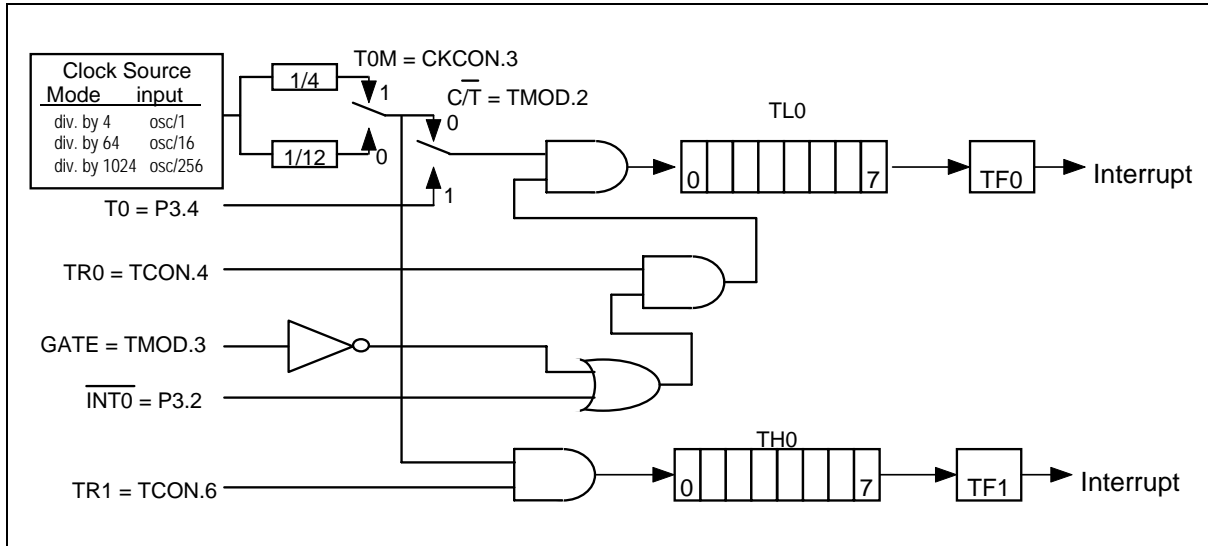 Clock Source
Mode input
div. by 4 osc/1
div. by 64 osc/16
div. by 1024 osc/256
1/4
1/12
T0M = CKCON.3
1
0
C/T̅ = TMOD.2
0
1
T0 = P3.4
TL0
0 7
TF0
Interrupt
TR0 = TCON.4
GATE = TMOD.3
I̅N̅T̅0̅ = P3.2
TR1 = TCON.6
TH0
0 7
TF1
Interrupt